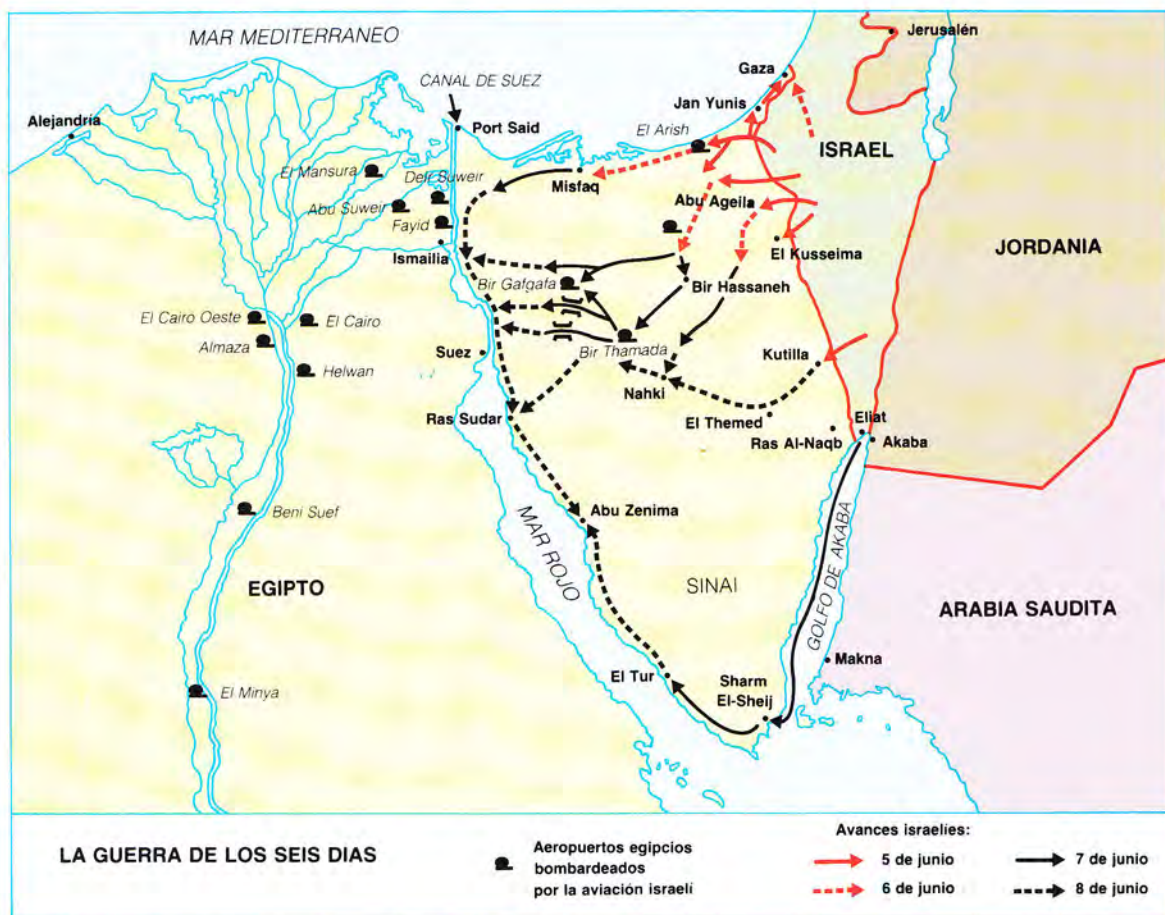 MAR MEDITERRANEO
CANAL DE SUEZ
Jerusalén
Gaza
Jan Yunis
Alejandría
Port Said
El Arish
ISRAEL
El Mansura
Deir Suweir
Misfaq
Abu Suweir
Abu Ageila
Fayid
Ismailia
El Kusseima
JORDANIA
Bir Gafgafa
Bir Hassaneh
El Cairo Oeste
El Cairo
Almaza
Suez
Bir Thamada
Kutilla
Helwan
Nahki
Ras Sudar
El Themed
Eliat
Ras Al-Naqb
Akaba
Beni Suef
Abu Zenima
MAR ROJO
SINAI
GOLFO DE AKABA
EGIPTO
ARABIA SAUDITA
El Minya
El Tur
Sharm
El-Sheij
Makna
LA GUERRA DE LOS SEIS DIAS
Aeropuertos egipcios
bombardeados
por la aviación israelí
Avances israelíes:
5 de junio
7 de junio
6 de junio
8 de junio